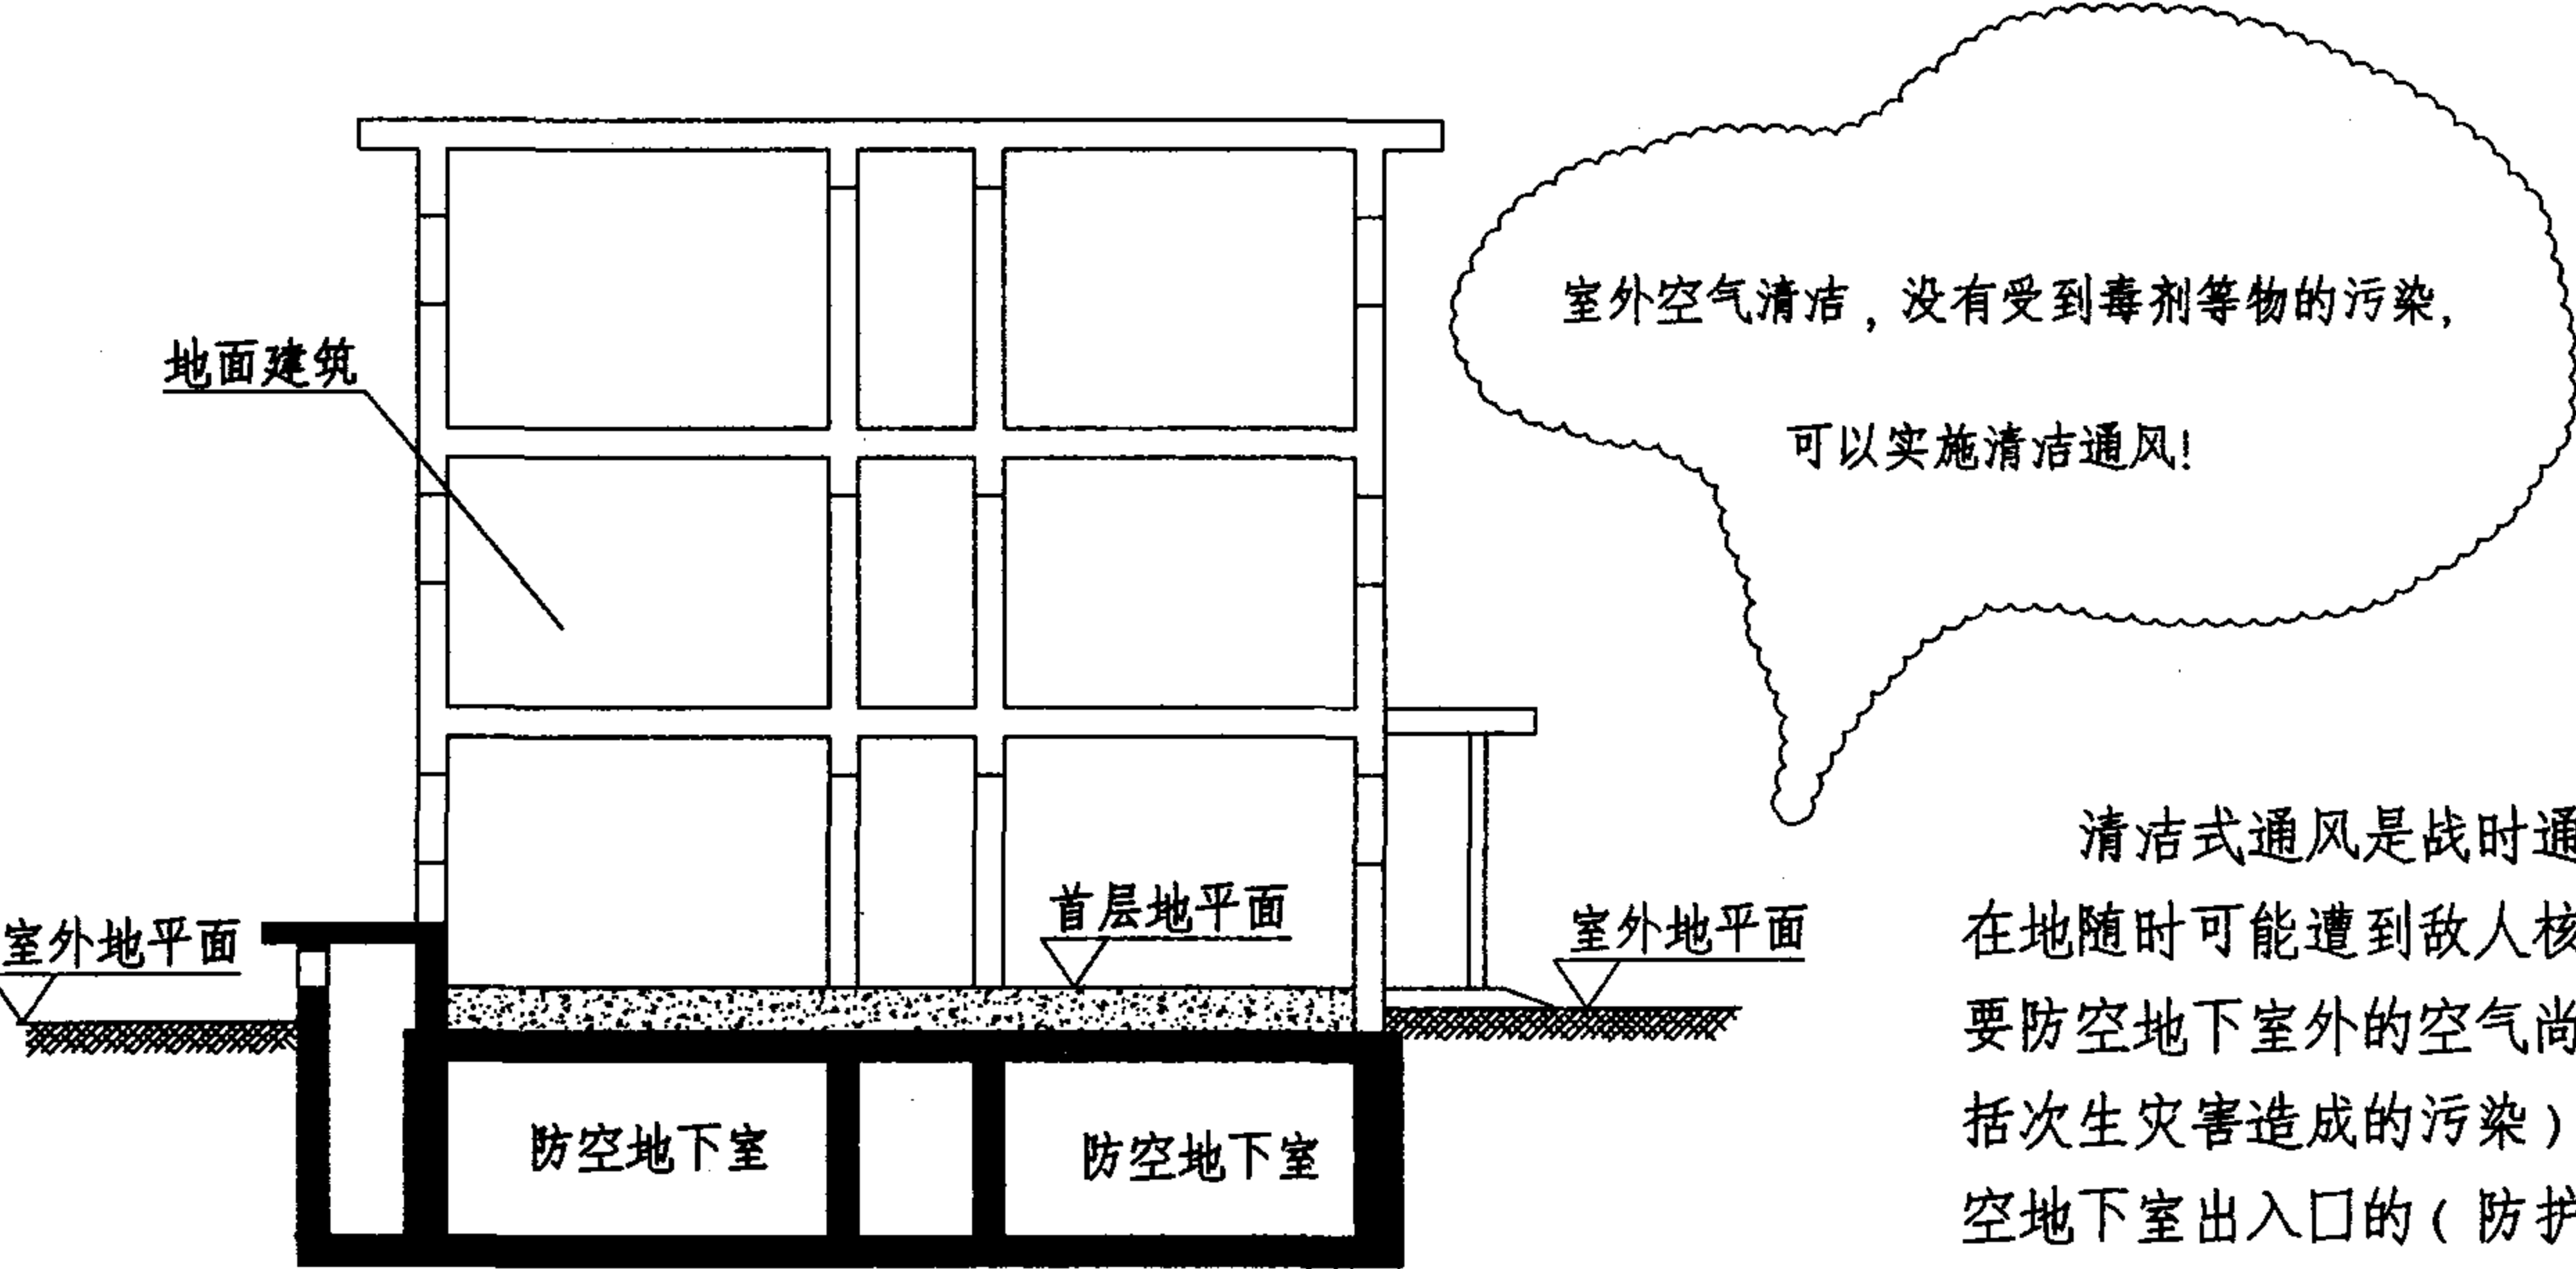 室外空气清洁，没有受到毒剂等物的污染，
可以实施清洁通风！
地面建筑
首层地平面
室外地平面
室外地平面
防空地下室
防空地下室
清洁式通风是战时通
在地随时可能遭到敌人核
要防空地下室外的空气尚
括次生灾害造成的污染）
空地下室出入口的（防护